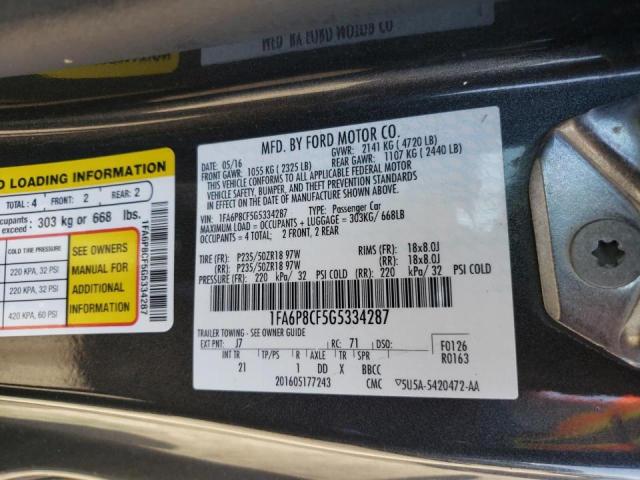 MFD. BY FORD MOTOR CO
D LOADING INFORMATION
TOTAL: 4 FRONT: 2 REAR: 2
cupants
exceed : 303 kg or 668 lbs.
COLD TIRE PRESSURE
220 KPA, 32 PSI
220 KPA, 32 PSI
420 KPA, 60 PSI
SEE OWNERS
MANUAL FOR
ADDITIONAL
INFORMATION
1FA6P8CF5G5334287
MFD. BY FORD MOTOR CO.
05/16 GVWR: 2141 KG ( 4720 LB)
FRONT GAWR: 1055 KG ( 2325 LB) REAR GAWR: 1107 KG ( 2440 LB)
THIS VEHICLE CONFORMS TO ALL APPLICABLE FEDERAL MOTOR
VEHICLE SAFETY, BUMPER, AND THEFT PREVENTION STANDARDS
IN EFFECT ON THE DATE OF MANUFACTURE SHOWN ABOVE.
VIN: 1FA6P8CF5G5334287 TYPE: Passenger Car
MAXIMUM LOAD = OCCUPANTS + LUGGAGE = 303KG/ 668LB
OCCUPANTS: 4 TOTAL, 2 FRONT, 2 REAR
TIRE (FR): P235/50ZR18 97W RIMS (FR): 18x8.0J
(RR): P235/50ZR18 97W (RR): 18x8.0J
PRESSURE (FR): 220 kPa/ 32 PSI COLD (RR): 220 kPa/ 32 PSI COLD
1FA6P8CF5G5334287
TRAILER TOWING - SEE OWNER GUIDE
EXT PNT: J7 RC: 71 DSO: F0126
INT TR TP/PS R AXLE TR SPR R0163
21 1 DD X BBCC
201605177243 CMC 5U5A-5420472-AA